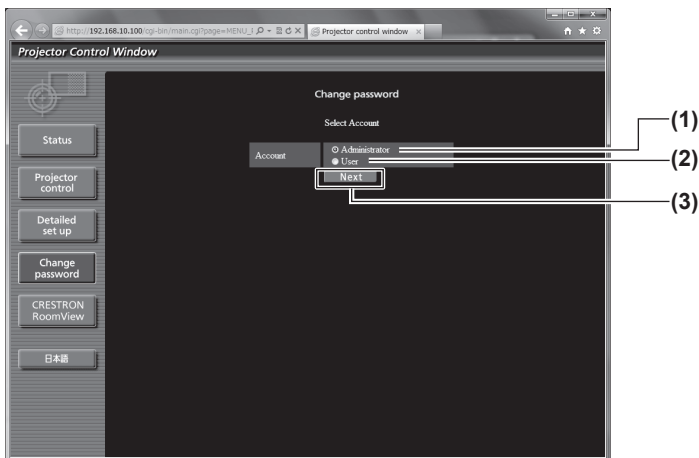 http://192.168.10.100/cgi-bin/main.cgi?page=MENU_
Projector control window
Projector Control Window
Change password
Select Account
Account
Administrator
User
Next
(1)
(2)
(3)
Status
Projector
control
Detailed
set up
Change
password
CRESTRON
RoomView
日本語